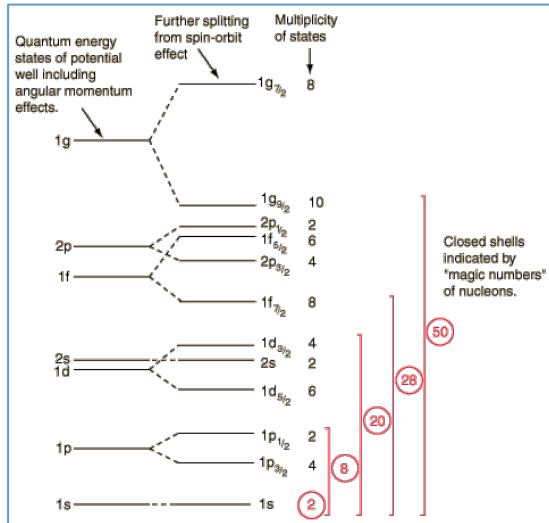 Quantum energy
states of potential
well including
angular momentum
effects.
Further splitting
from spin-orbit
effect
Multiplicity
of states
1g
1g7/2 8
1g9/2 10
2p
2p1/2 2
1f5/2 6
2p3/2 4
1f
1f7/2 8
1d3/2 4
2s
2s 2
1d
1d5/2 6
1p
1p1/2 2
1p3/2 4
1s
1s
2
8
20
28
50
Closed shells
indicated by
"magic numbers"
of nucleons.